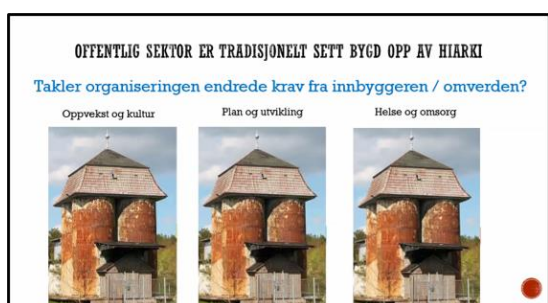 OFFENTLIG SEKTOR ER TRADISJONELT SETT BYGD OPP AV HIARKI
Takler organiseringen endrede krav fra innbyggeren / omverden?
Oppvekst og kultur
Plan og utvikling
Helse og omsorg